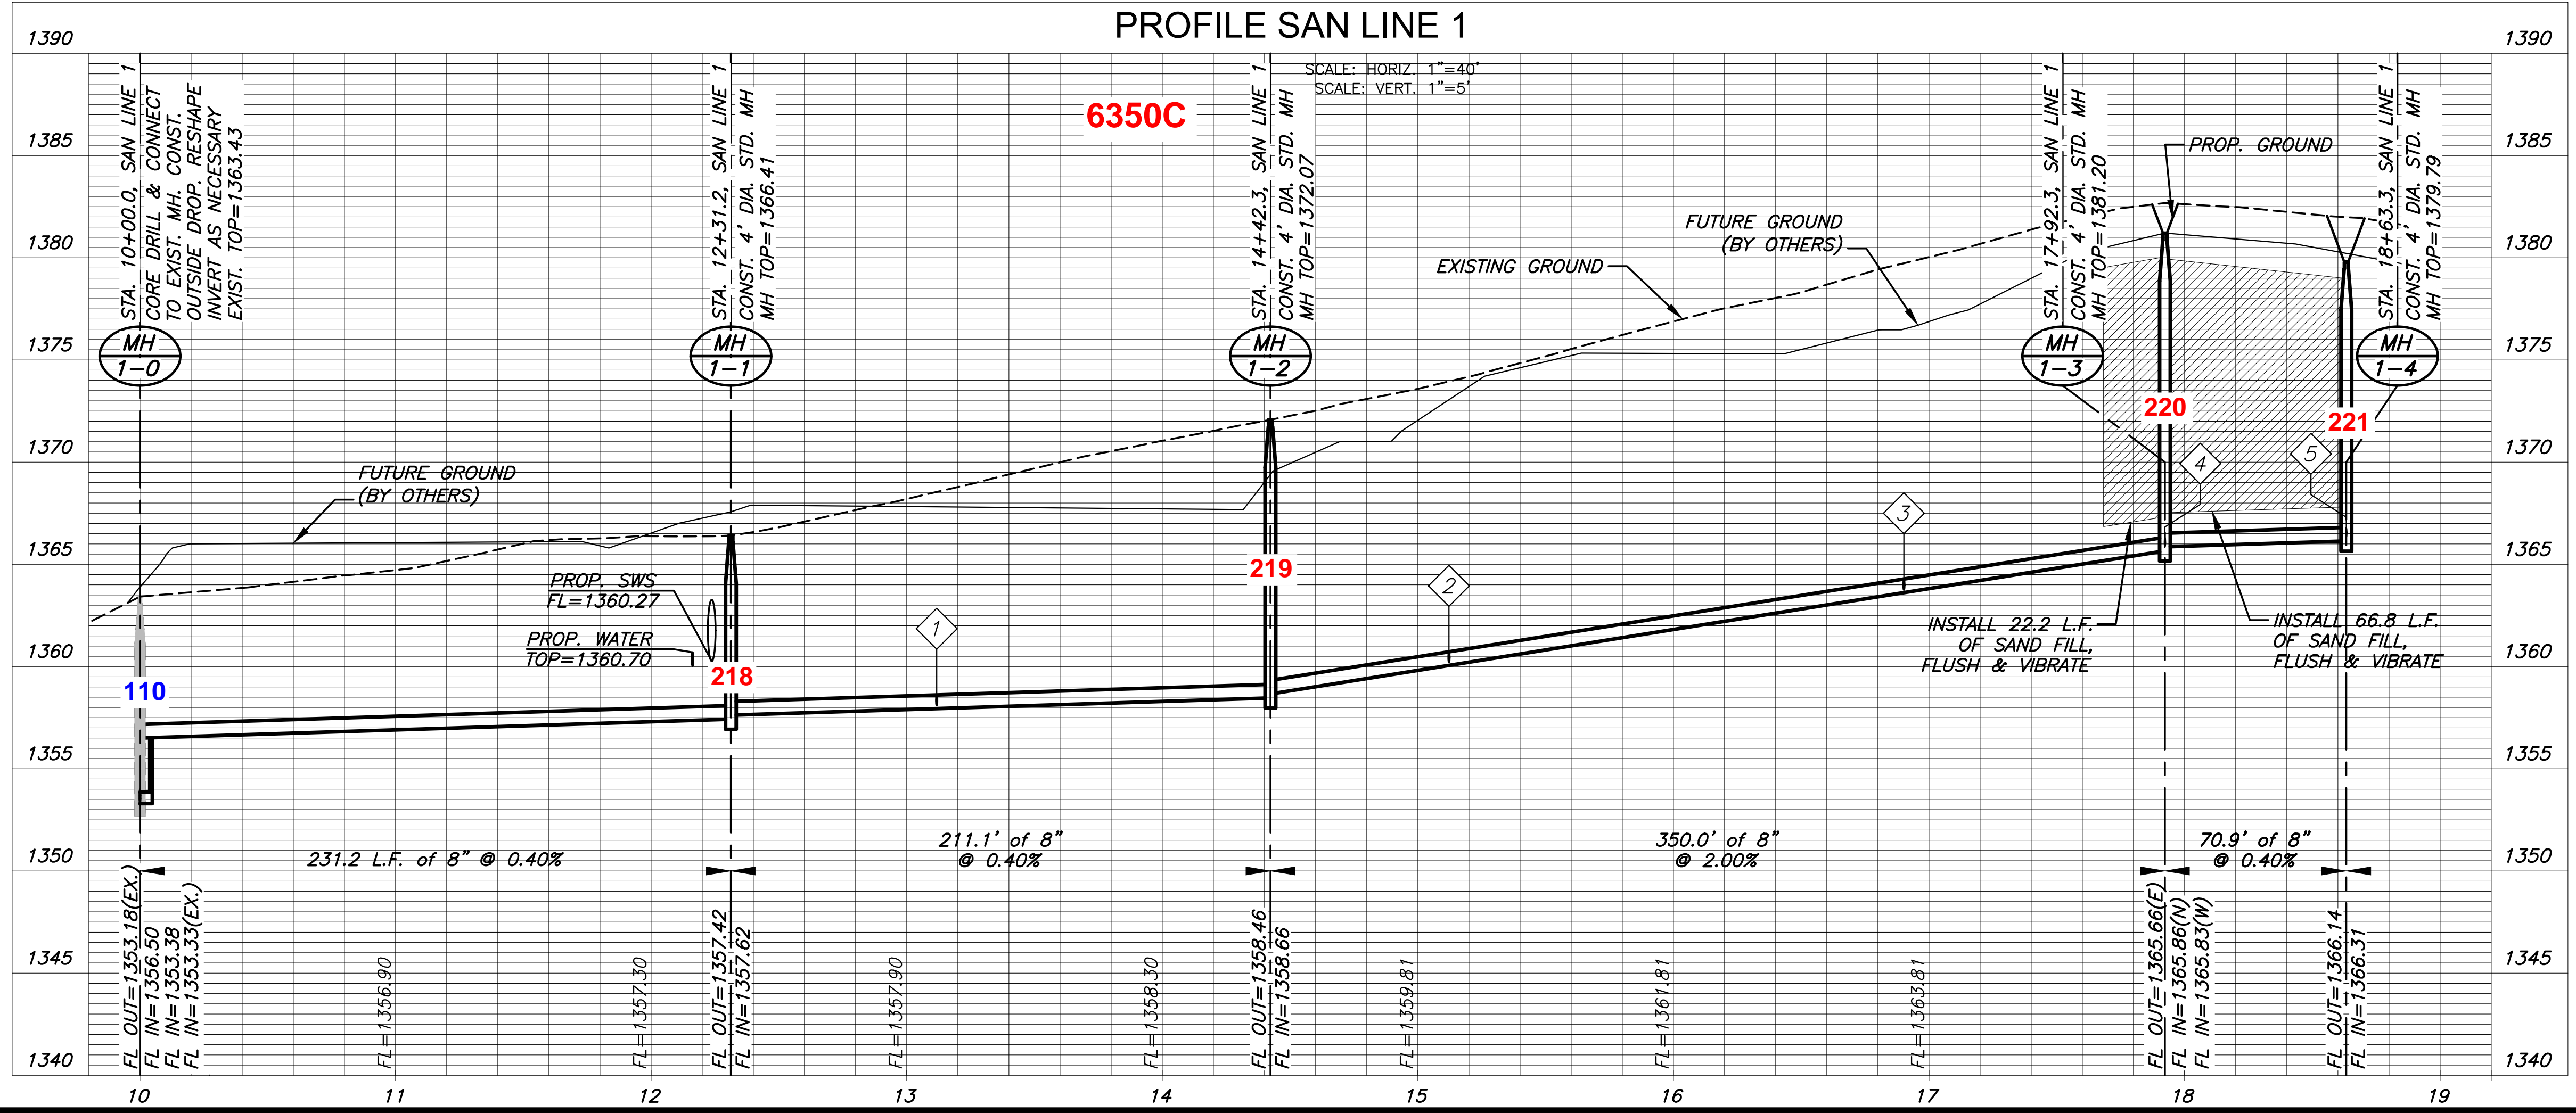 PROFILE SAN LINE 1
SCALE: HORIZ. 1"=40'
SCALE: VERT. 1"=5'
6350C
1390
1385
1380
1375
1370
1365
1360
1355
1350
1345
1340
1390
1385
1380
1375
1370
1365
1360
1355
1350
1345
1340
STA. 10+00.0, SAN LINE 1
CORE DRILL & CONNECT
TO EXIST. MH. CONST.
OUTSIDE DROP. RESHAPE
INVERT AS NECESSARY
EXIST. TOP=1363.43
MH
1-0
STA. 12+31.2, SAN LINE 1
CONST. 4' DIA. STD. MH
MH TOP=1366.41
MH
1-1
STA. 14+42.3, SAN LINE 1
CONST. 4' DIA. STD. MH
MH TOP=1372.07
MH
1-2
STA. 17+92.3, SAN LINE 1
CONST. 4' DIA. STD. MH
MH TOP=1381.20
MH
1-3
STA. 18+63.3, SAN LINE 1
CONST. 4' DIA. STD. MH
MH TOP=1379.79
MH
1-4
PROP. GROUND
FUTURE GROUND
(BY OTHERS)
EXISTING GROUND
FUTURE GROUND
(BY OTHERS)
PROP. SWS
FL=1360.27
PROP. WATER
TOP=1360.70
110
218
219
220
221
1
2
3
4
5
INSTALL 22.2 L.F.
OF SAND FILL,
FLUSH & VIBRATE
INSTALL 66.8 L.F.
OF SAND FILL,
FLUSH & VIBRATE
231.2 L.F. of 8" @ 0.40%
211.1' of 8"
@ 0.40%
350.0' of 8"
@ 2.00%
70.9' of 8"
@ 0.40%
FL OUT=1353.18(EX.)
FL IN=1356.50
FL IN=1353.38
FL IN=1353.33(EX.)
FL=1356.90
FL=1357.30
FL OUT=1357.42
FL IN=1357.62
FL=1357.90
FL=1358.30
FL OUT=1358.46
FL IN=1358.66
FL=1359.81
FL=1361.81
FL=1363.81
FL OUT=1365.66(E)
FL IN=1365.86(N)
FL IN=1365.83(W)
FL OUT=1366.14
FL IN=1366.31
10
11
12
13
14
15
16
17
18
19